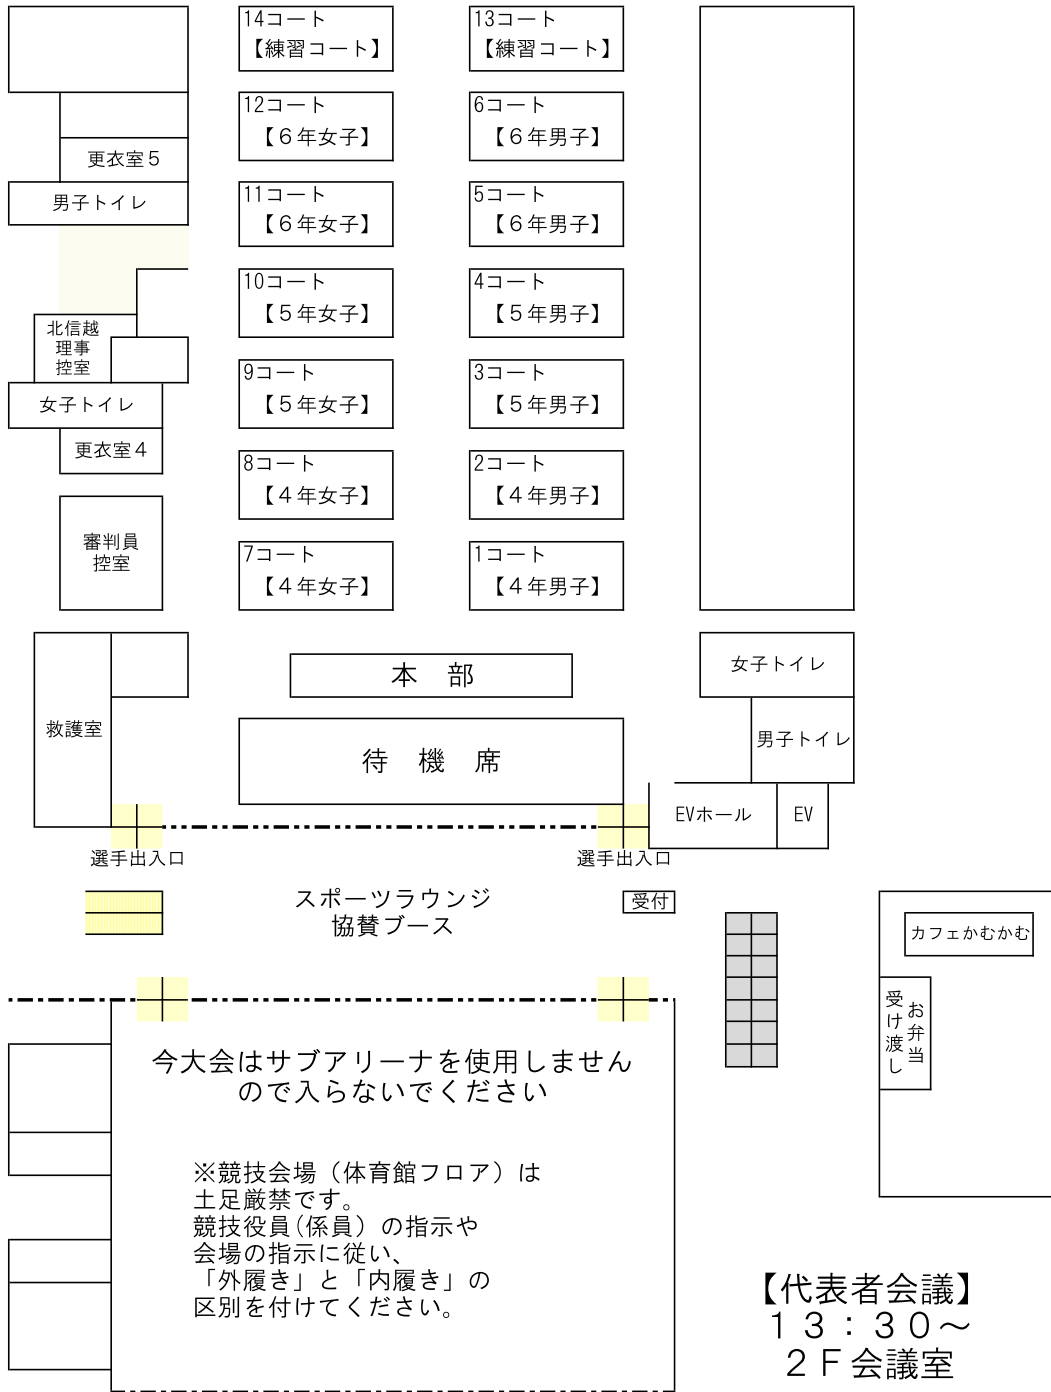 14コート
【練習コート】
13コート
【練習コート】
12コート
【６年女子】
6コート
【６年男子】
更衣室５
男子トイレ
11コート
【６年女子】
5コート
【６年男子】
10コート
【５年女子】
4コート
【５年男子】
北信越
理事
控室
9コート
【５年女子】
3コート
【５年男子】
女子トイレ
更衣室４
8コート
【４年女子】
2コート
【４年男子】
審判員
控室
7コート
【４年女子】
1コート
【４年男子】
本　部
女子トイレ
救護室
待　機　席
男子トイレ
EVホール
EV
選手出入口
選手出入口
スポーツラウンジ
協賛ブース
受付
カフェかむかむ
お弁当
受け渡し
今大会はサブアリーナを使用しません
ので入らないでください
※競技会場（体育館フロア）は
土足厳禁です。
競技役員(係員）の指示や
会場の指示に従い、
「外履き」と「内履き」の
区別を付けてください。
【代表者会議】
１３：３０～
２Ｆ会議室